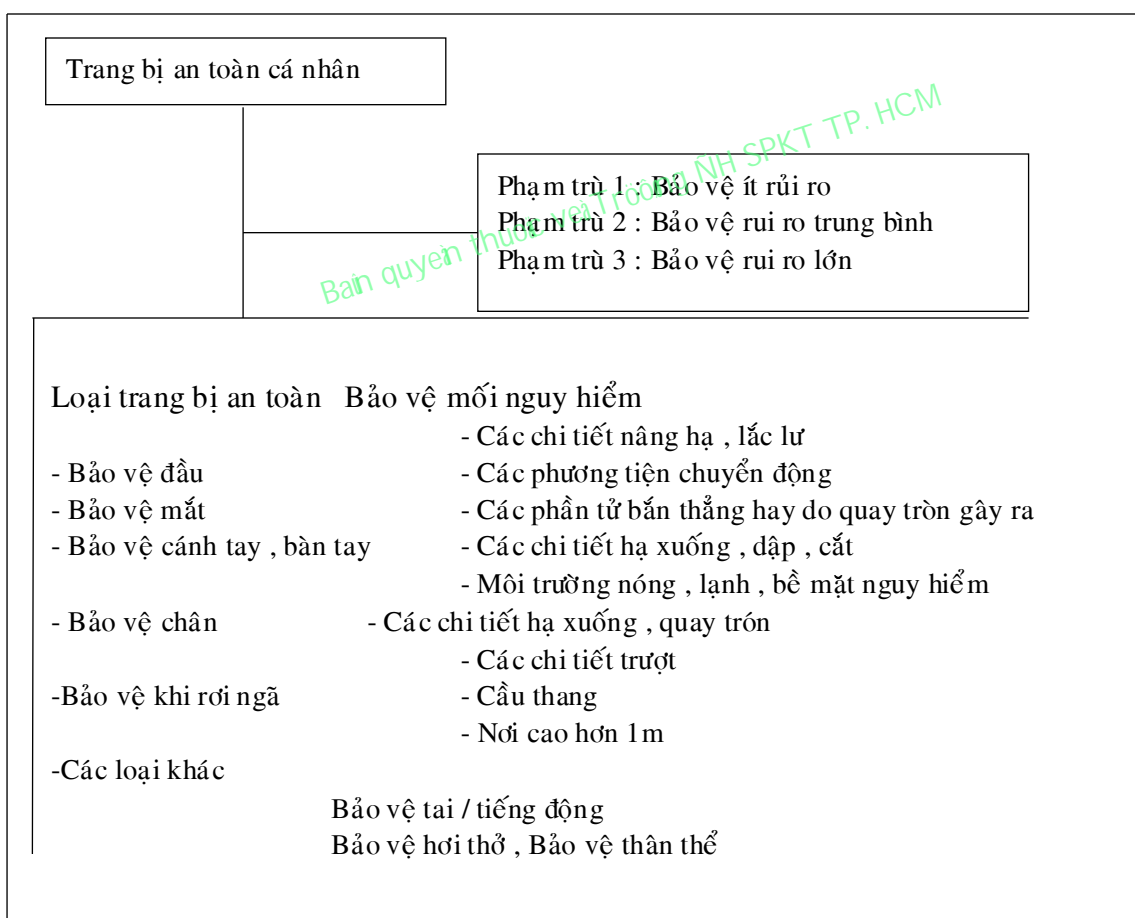 Trang bị an toàn cá nhân
Phạm trù 1 : Bảo vệ ít rủi ro
Phạm trù 2 : Bảo vệ rui ro trung bình
Phạm trù 3 : Bảo vệ rui ro lớn
Baûn quyeàn thuoäc veà Tröôøng ÑH SPKT TP. HCM
Loại trang bị an toàn Bảo vệ mối nguy hiểm
- Các chi tiết nâng hạ , lắc lư
- Bảo vệ đầu - Các phương tiện chuyển động
- Bảo vệ mắt - Các phần tử bắn thẳng hay do quay tròn gây ra
- Bảo vệ cánh tay , bàn tay - Các chi tiết hạ xuống , dập , cắt
- Môi trường nóng , lạnh , bề mặt nguy hiểm
- Bảo vệ chân - Các chi tiết hạ xuống , quay trón
- Các chi tiết trượt
-Bảo vệ khi rơi ngã - Cầu thang
- Nơi cao hơn 1m
-Các loại khác
Bảo vệ tai / tiếng động
Bảo vệ hơi thở , Bảo vệ thân thể